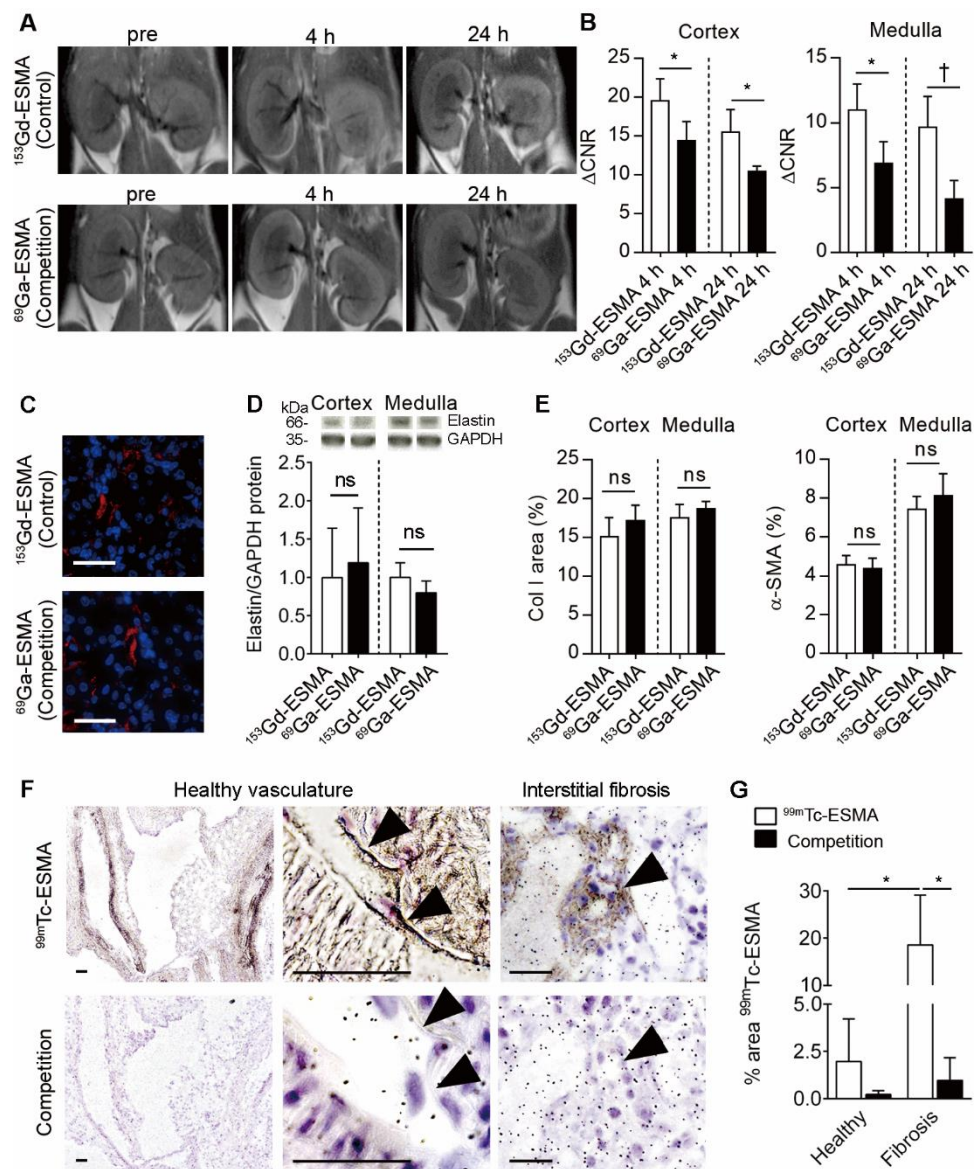 A
pre 4 h 24 h
¹⁵³Gd-ESMA
(Control)
pre 4 h 24 h
⁶⁹Ga-ESMA
(Competition)
B
Cortex
ΔCNR
25
20
15
10
5
0
* *
¹⁵³Gd-ESMA 4 h
⁶⁹Ga-ESMA 4 h
¹⁵³Gd-ESMA 24 h
⁶⁹Ga-ESMA 24 h
Medulla
ΔCNR
15
10
5
0
* †
¹⁵³Gd-ESMA 4 h
⁶⁹Ga-ESMA 4 h
¹⁵³Gd-ESMA 24 h
⁶⁹Ga-ESMA 24 h
C
¹⁵³Gd-ESMA
(Control)
⁶⁹Ga-ESMA
(Competition)
D
kDa Cortex Medulla
66- Elastin
35- GAPDH
Elastin/GAPDH protein
2.5
2.0
1.5
1.0
0.5
0.0
ns ns
¹⁵³Gd-ESMA
⁶⁹Ga-ESMA
¹⁵³Gd-ESMA
⁶⁹Ga-ESMA
E
Cortex Medulla
Col I area (%)
25
20
15
10
5
0
ns ns
¹⁵³Gd-ESMA
⁶⁹Ga-ESMA
¹⁵³Gd-ESMA
⁶⁹Ga-ESMA
Cortex Medulla
α-SMA (%)
10
8
6
4
2
0
ns ns
¹⁵³Gd-ESMA
⁶⁹Ga-ESMA
¹⁵³Gd-ESMA
⁶⁹Ga-ESMA
F
Healthy vasculature Interstitial fibrosis
⁹⁹ᵐTc-ESMA
Competition
G
⁹⁹ᵐTc-ESMA
Competition
% area ⁹⁹ᵐTc-ESMA
30
20
10
5.0
2.5
0.0
* *
Healthy
Fibrosis